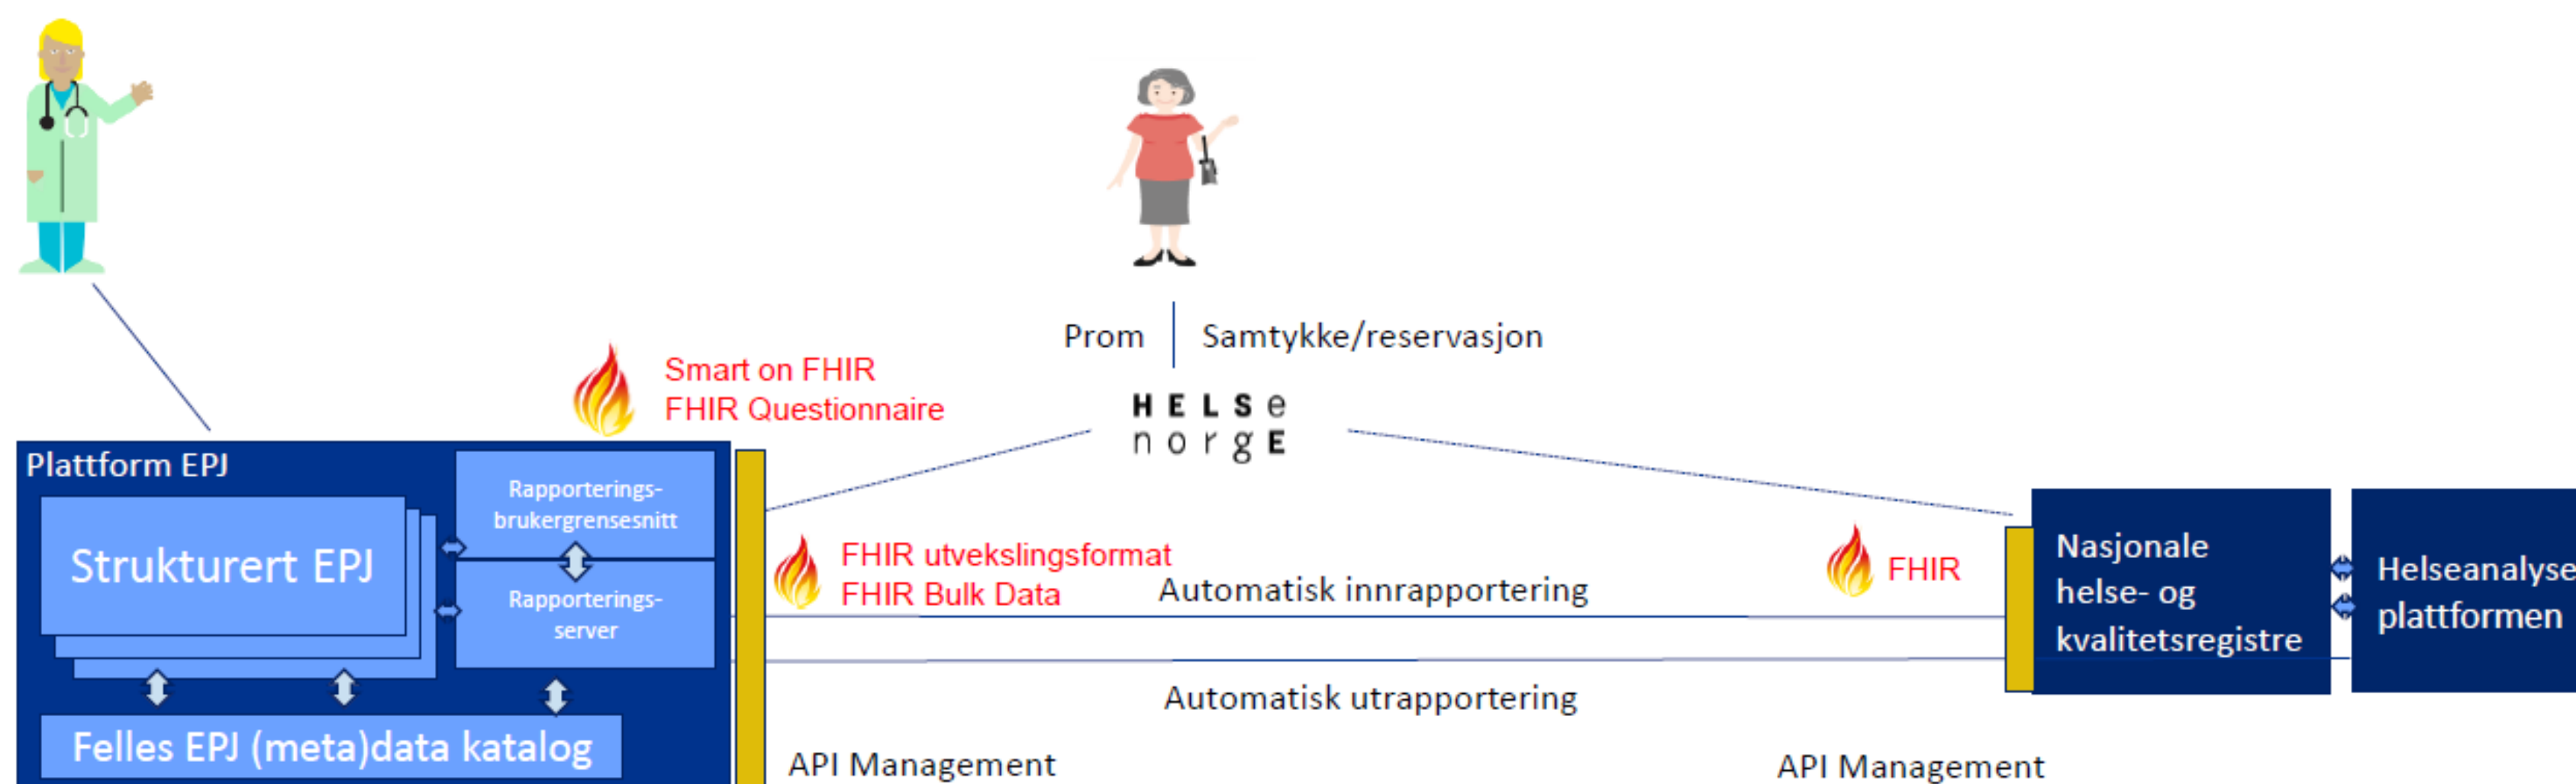 Prom
Samtykke/reservasjon
Smart on FHIR
FHIR Questionnaire
HELSe
norgE
Plattform EPJ
Rapporterings-
brukergrensesnitt
Strukturert EPJ
Rapporterings-
server
Felles EPJ (meta)data katalog
FHIR utvekslingsformat
FHIR Bulk Data
Automatisk innrapportering
FHIR
Automatisk utrapportering
API Management
API Management
Nasjonale
helse- og
kvalitetsregistre
Helseanalyse
plattformen